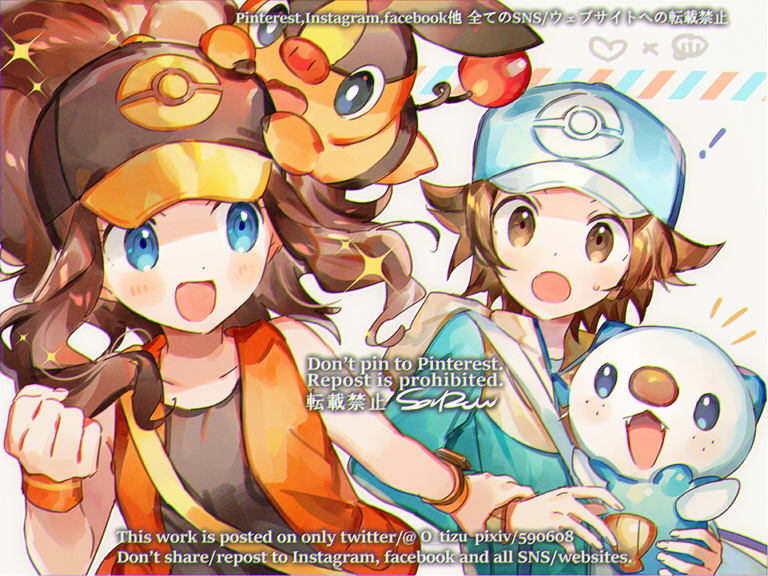 Pinterest,Instagram,facebook他 全てのSNS/ウェブサイトへの転載禁止
Don't pin to Pinterest.
Repost is prohibited.
転載禁止
This work is posted on only twitter/@ O_tizu pixiv/590608
Don't share/repost to Instagram, facebook and all SNS/websites.